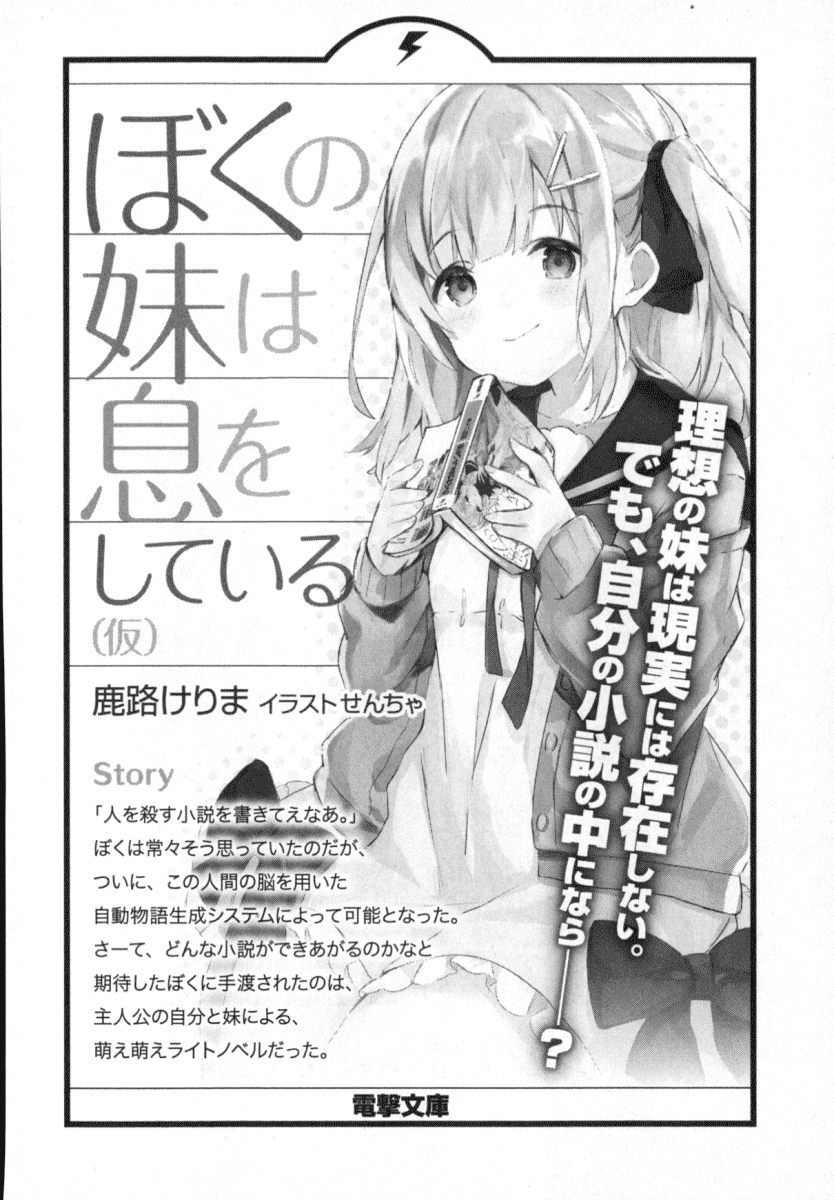 ぼくの
妹は
息を
している
(仮)
鹿路けりま イラスト せんちゃ
理想の妹は現実には存在しない。
でも、自分の小説の中になら――?
Story
「人を殺す小説を書きてえなあ。」
ぼくは常々そう思っていたのだが、
ついに、この人間の脳を用いた
自動物語生成システムによって可能となった。
さーて、どんな小説ができあがるのかなと
期待したぼくに手渡されたのは、
主人公の自分と妹による、
萌え萌えライトノベルだった。
電撃文庫